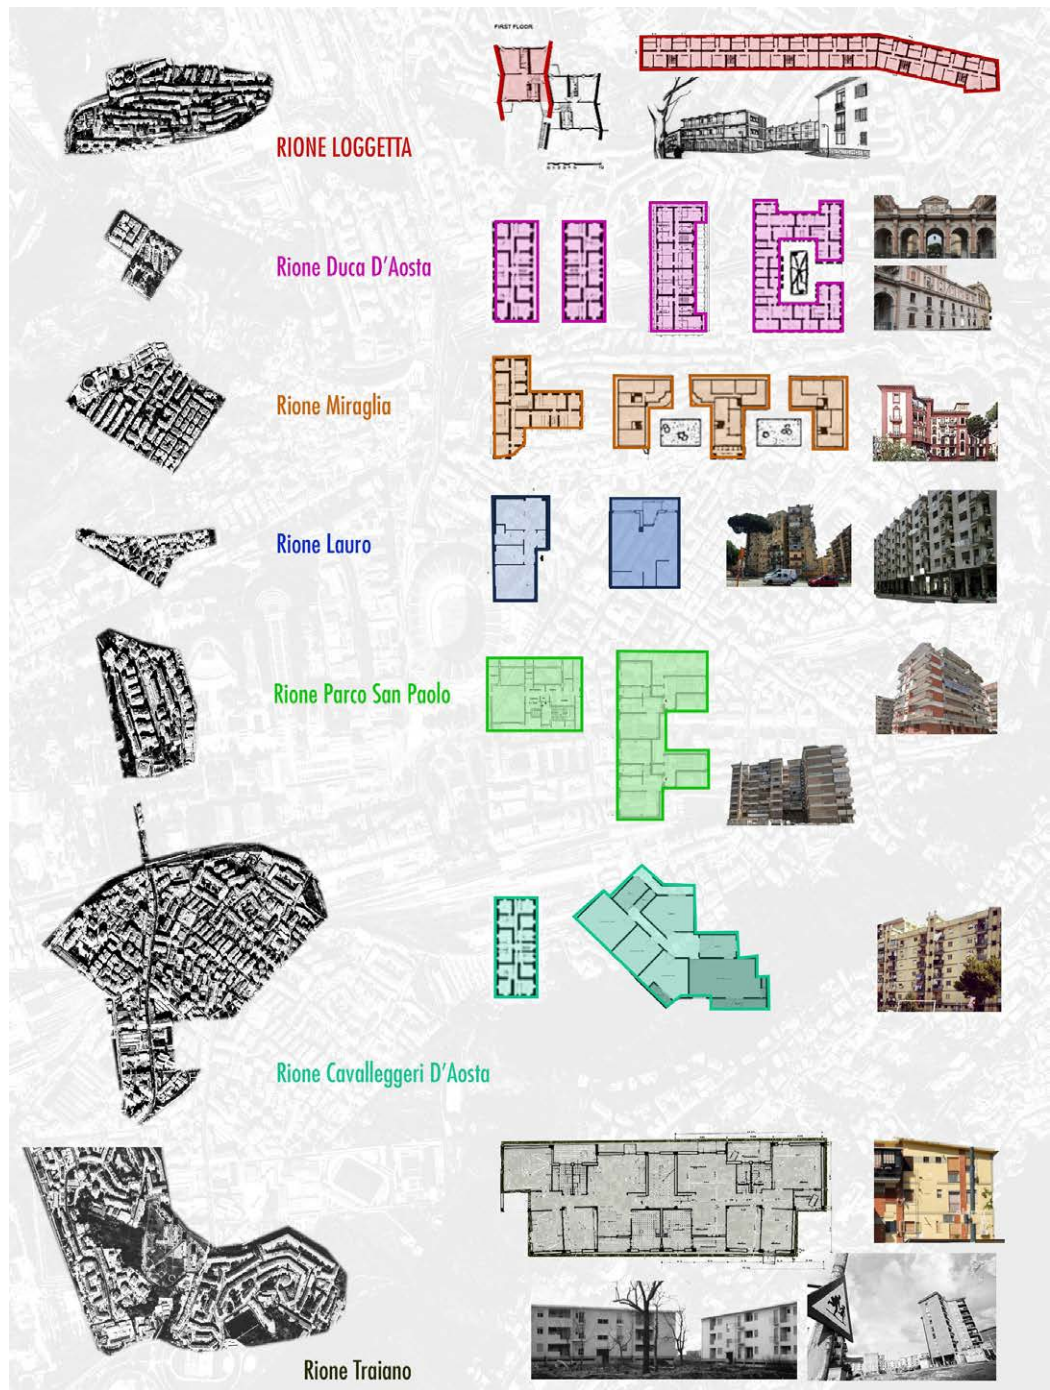 FIRST FLOOR
RIONE LOGGETTA
Rione Duca D'Aosta
Rione Miraglia
Rione Lauro
Rione Parco San Paolo
Rione Cavalleggeri D'Aosta
Rione Traiano